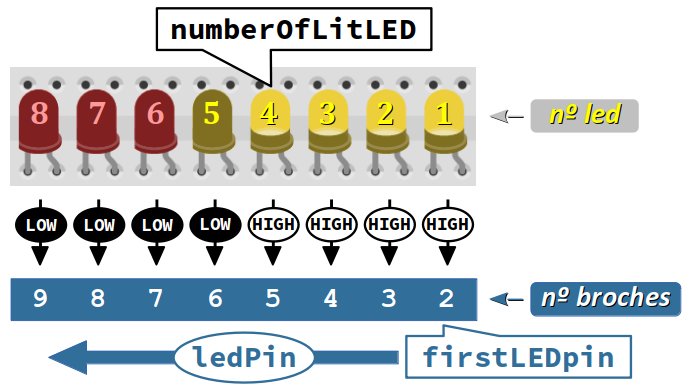 numberOfLitLED
8 7 6 5 4 3 2 1
nº led
LOW LOW LOW LOW HIGH HIGH HIGH HIGH
9 8 7 6 5 4 3 2
nº broches
ledPin
firstLEDpin